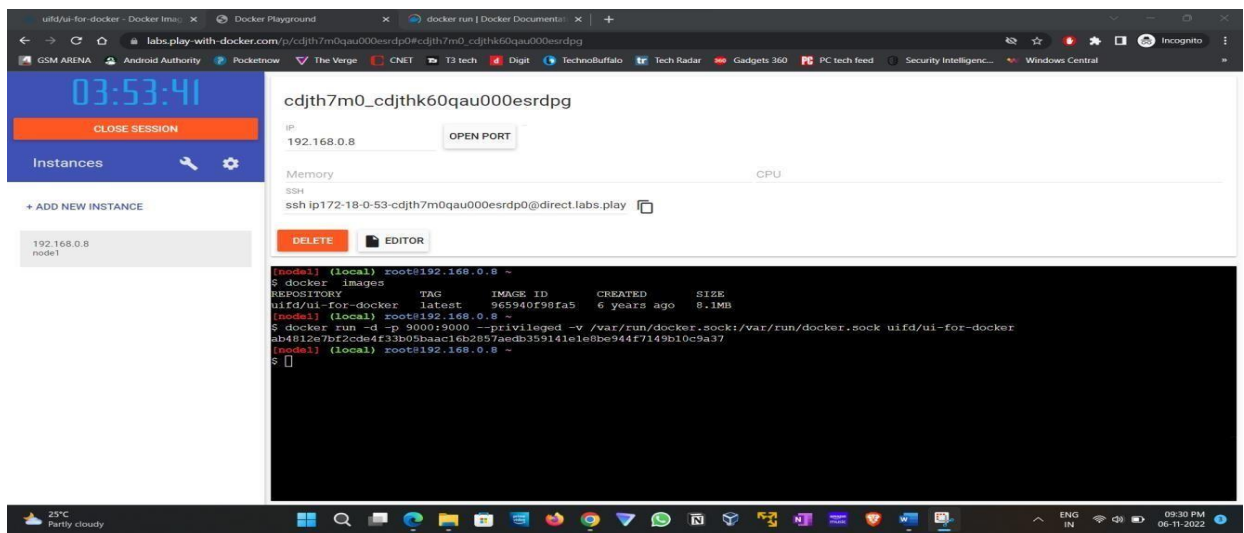 uifd/ui-for-docker - Docker Imag
Docker Playground
docker run | Docker Documentat
labs.play-with-docker.com/p/cdjth7m0qau000esrdp0#cdjth7m0_cdjthk60qau000esrdpg
Incognito
GSM ARENA Android Authority Pocketnow The Verge CNET T3 tech Digit TechnoBuffalo Tech Radar Gadgets 360 PC tech feed Security Intelligenc... Windows Central
03:53:41
CLOSE SESSION
Instances
+ ADD NEW INSTANCE
192.168.0.8
node1
cdjth7m0_cdjthk60qau000esrdpg
IP
192.168.0.8
OPEN PORT
Memory
CPU
SSH
ssh ip172-18-0-53-cdjth7m0qau000esrdp0@direct.labs.play
DELETE
EDITOR
[node1] (local) root@192.168.0.8 ~
$ docker images
REPOSITORY TAG IMAGE ID CREATED SIZE
uifd/ui-for-docker latest 965940f98fa5 6 years ago 8.1MB
[node1] (local) root@192.168.0.8 ~
$ docker run -d -p 9000:9000 --privileged -v /var/run/docker.sock:/var/run/docker.sock uifd/ui-for-docker
ab4812e7bf2cde4f33b05baac16b2857aedb359141e1e8be944f7149b10c9a37
[node1] (local) root@192.168.0.8 ~
$
25°C
Partly cloudy
ENG
IN
09:30 PM
06-11-2022